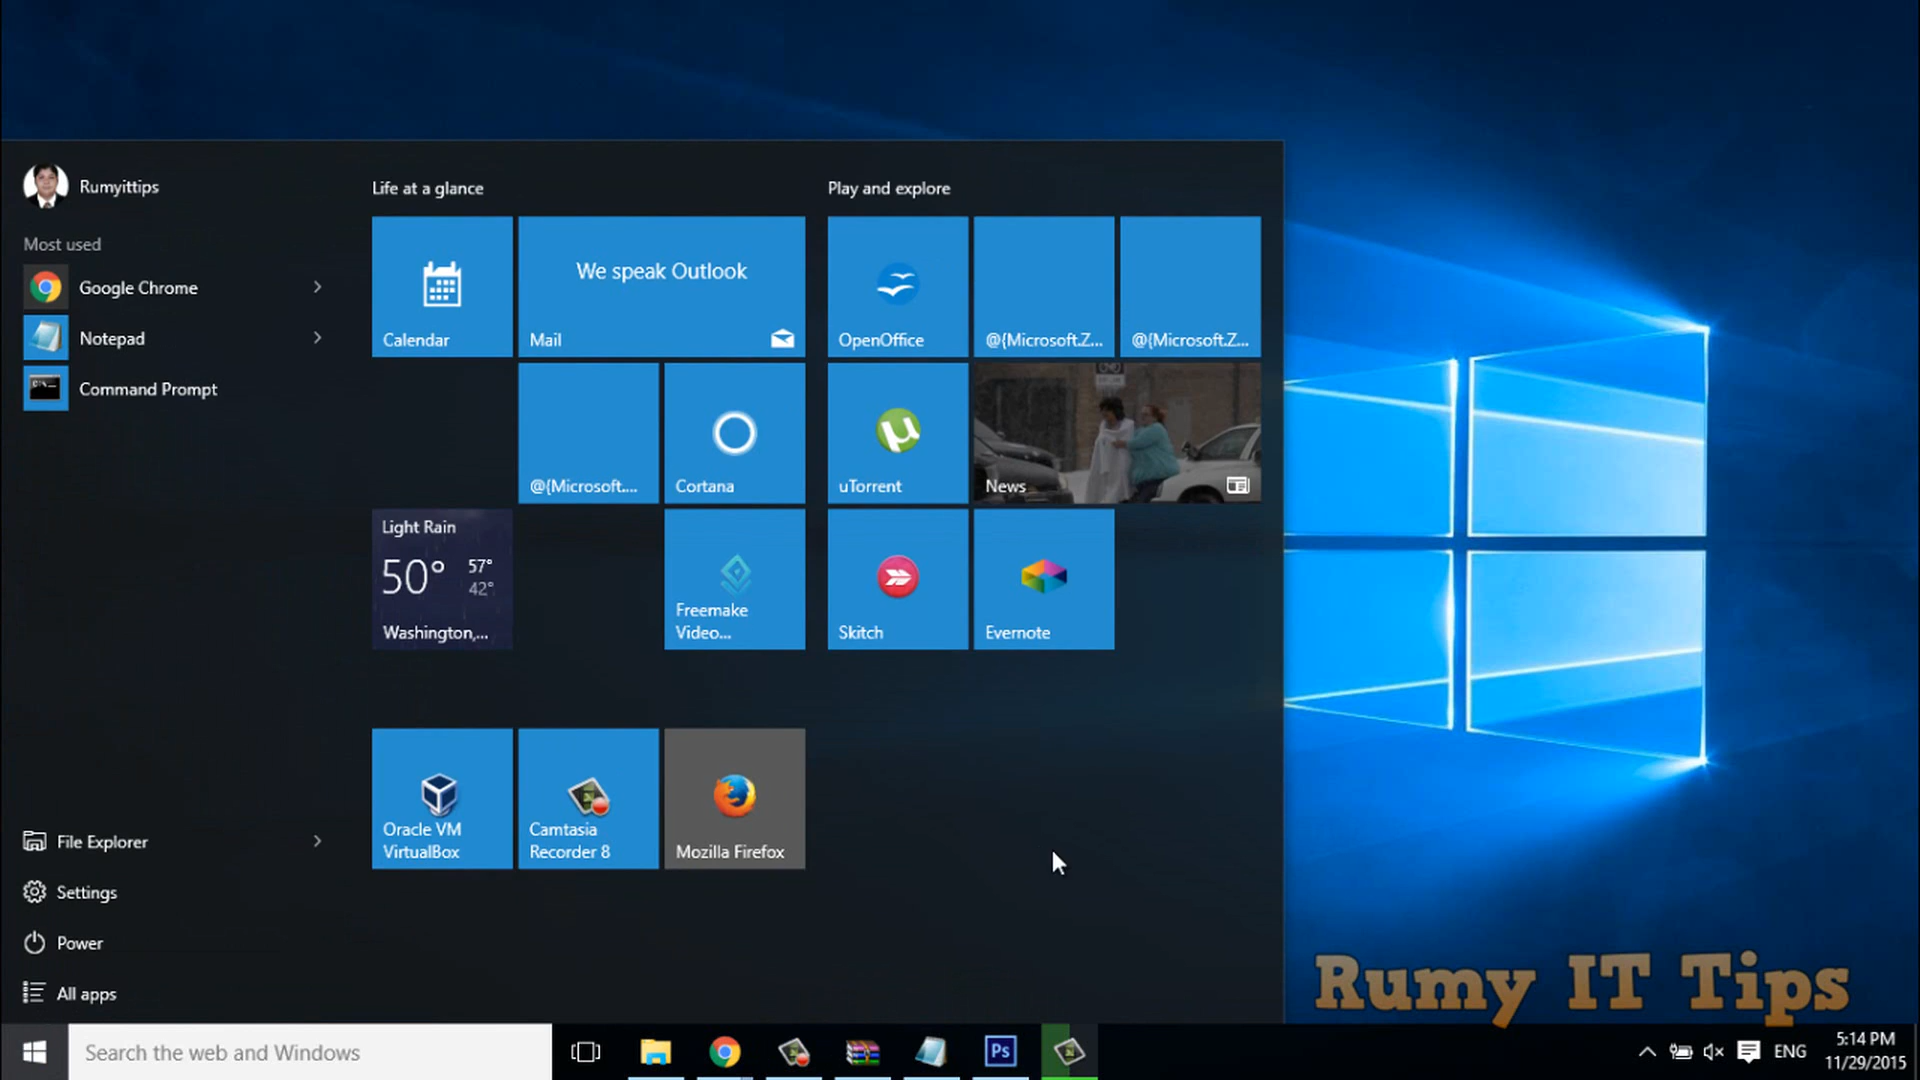 Rumyittips
Most used
Google Chrome
Notepad
Command Prompt
File Explorer
Settings
Power
All apps
Life at a glance
Calendar
We speak Outlook
Mail
@{Microsoft....
Cortana
Light Rain
50° 57°
42°
Washington,...
Freemake
Video...
Oracle VM
VirtualBox
Camtasia
Recorder 8
Mozilla Firefox
Play and explore
OpenOffice
@{Microsoft.Z...
@{Microsoft.Z...
µ
uTorrent
News
Skitch
Evernote
Rumy IT Tips
Search the web and Windows
Ps
ENG
5:14 PM
11/29/2015